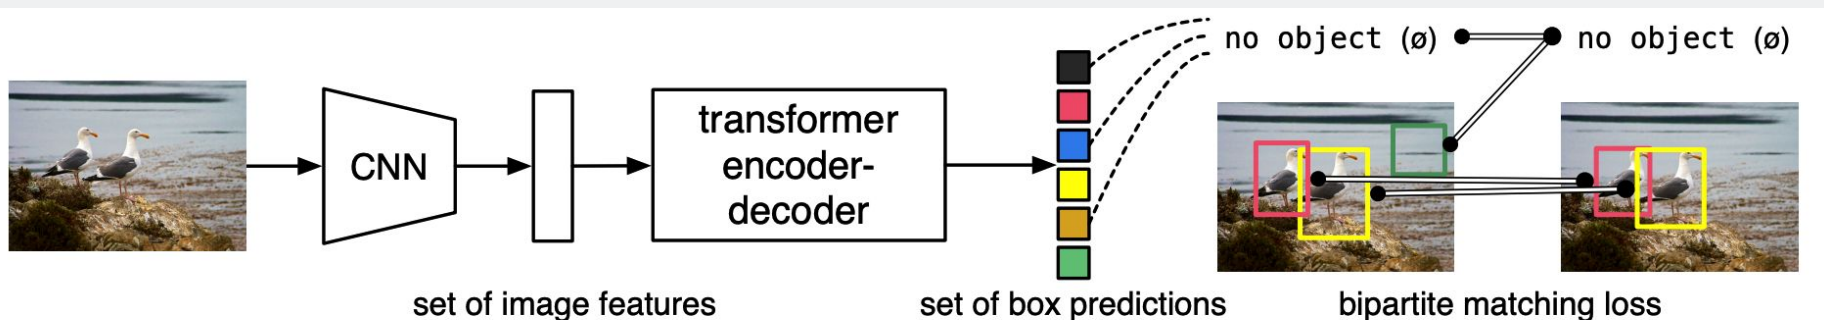 no object (ø)
no object (ø)
CNN
transformer
encoder-
decoder
set of image features
set of box predictions
bipartite matching loss